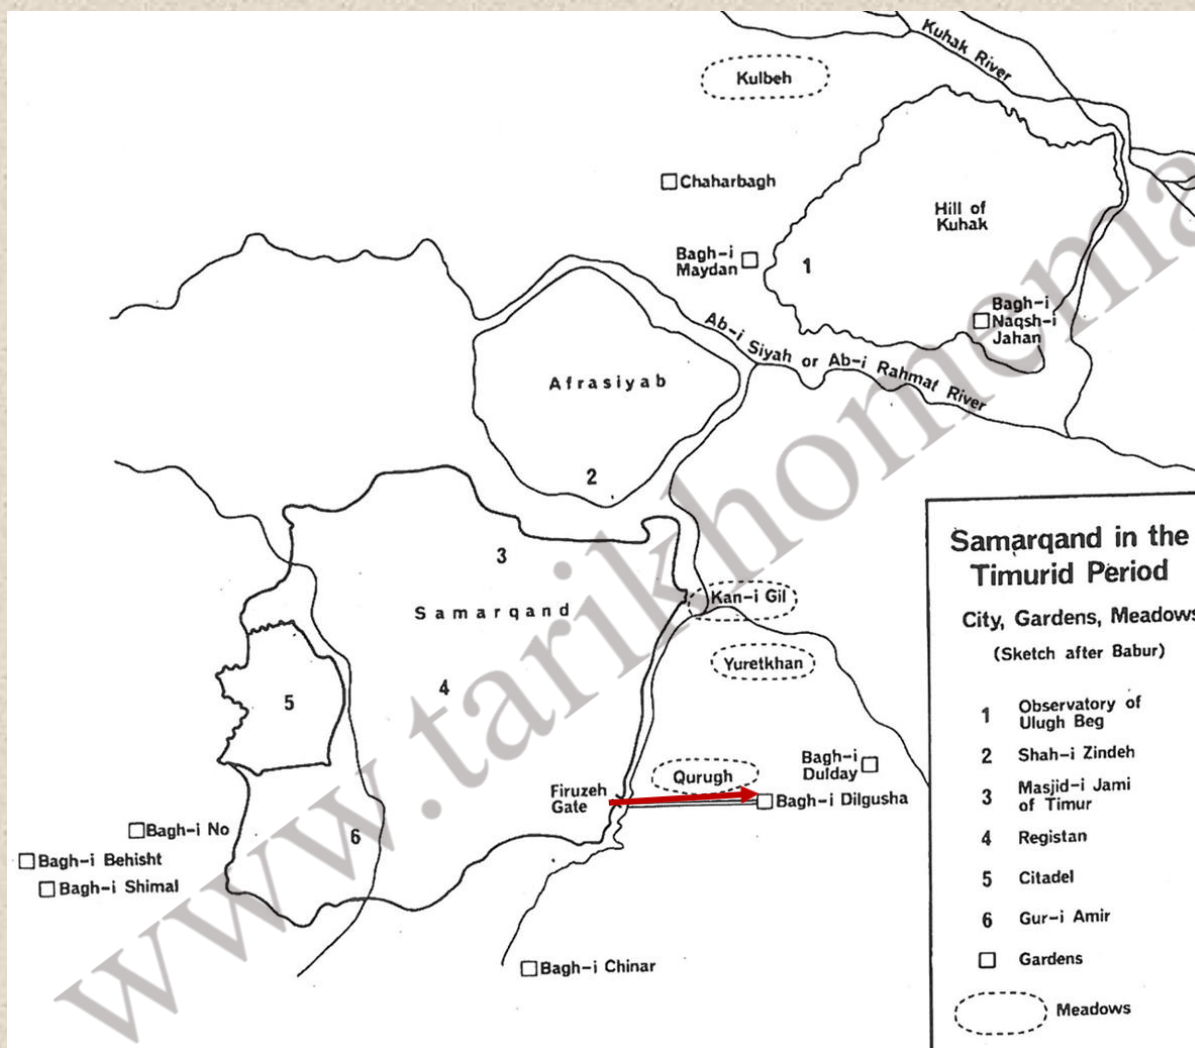 Kuhak River
Kulbeh
Chaharbagh
Hill of
Kuhak
Bagh-i
Maydan
1
Bagh-i
Naqsh-i
Jahan
Ab-i Siyah or Ab-i Rahmat River
Afrasiyab
2
3
Samarqand
Kan-i Gil
Yuretkhan
4
5
Qurugh
Bagh-i
Dulday
Firuzeh
Gate
Bagh-i Dilgusha
Bagh-i No
6
Bagh-i Behisht
Bagh-i Shimal
Bagh-i Chinar
Samarqand in the
Timurid Period
City, Gardens, Meadows
(Sketch after Babur)
1 Observatory of
Ulugh Beg
2 Shah-i Zindeh
3 Masjid-i Jami
of Timur
4 Registan
5 Citadel
6 Gur-i Amir
Gardens
Meadows
www.tarikhomema